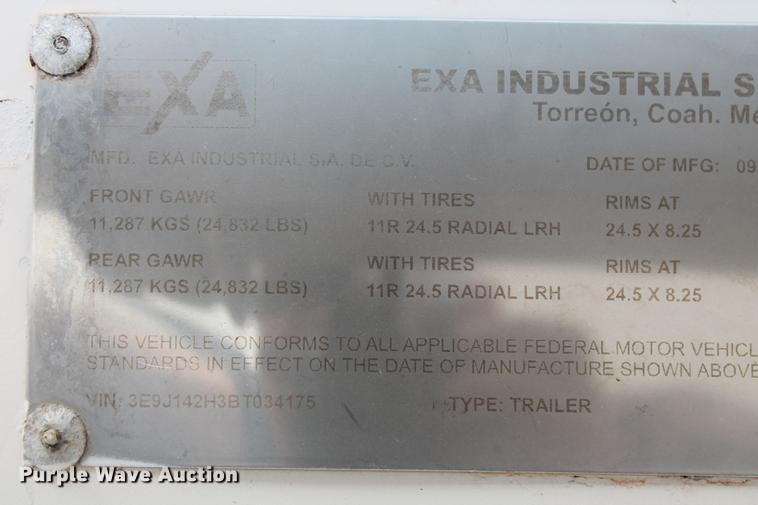 EXA
EXA INDUSTRIAL S
Torreón, Coah. Me
MFD. EXA INDUSTRIAL S.A. DE C.V.
DATE OF MFG: 09
FRONT GAWR WITH TIRES RIMS AT
11,287 KGS (24,832 LBS) 11R 24.5 RADIAL LRH 24.5 X 8.25
REAR GAWR WITH TIRES RIMS AT
11,287 KGS (24,832 LBS) 11R 24.5 RADIAL LRH 24.5 X 8.25
THIS VEHICLE CONFORMS TO ALL APPLICABLE FEDERAL MOTOR VEHICL
STANDARDS IN EFFECT ON THE DATE OF MANUFACTURE SHOWN ABOVE
VIN: 3E9J142H3BT034175 TYPE: TRAILER
Purple Wave Auction